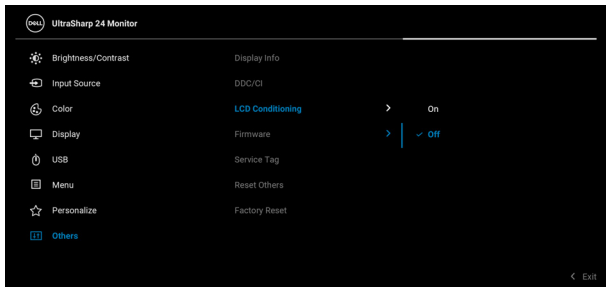 DELL UltraSharp 24 Monitor
Brightness/Contrast Display Info
Input Source DDC/CI
Color LCD Conditioning > On
Display Firmware > ✓ Off
USB Service Tag
Menu Reset Others
Personalize Factory Reset
Others
< Exit